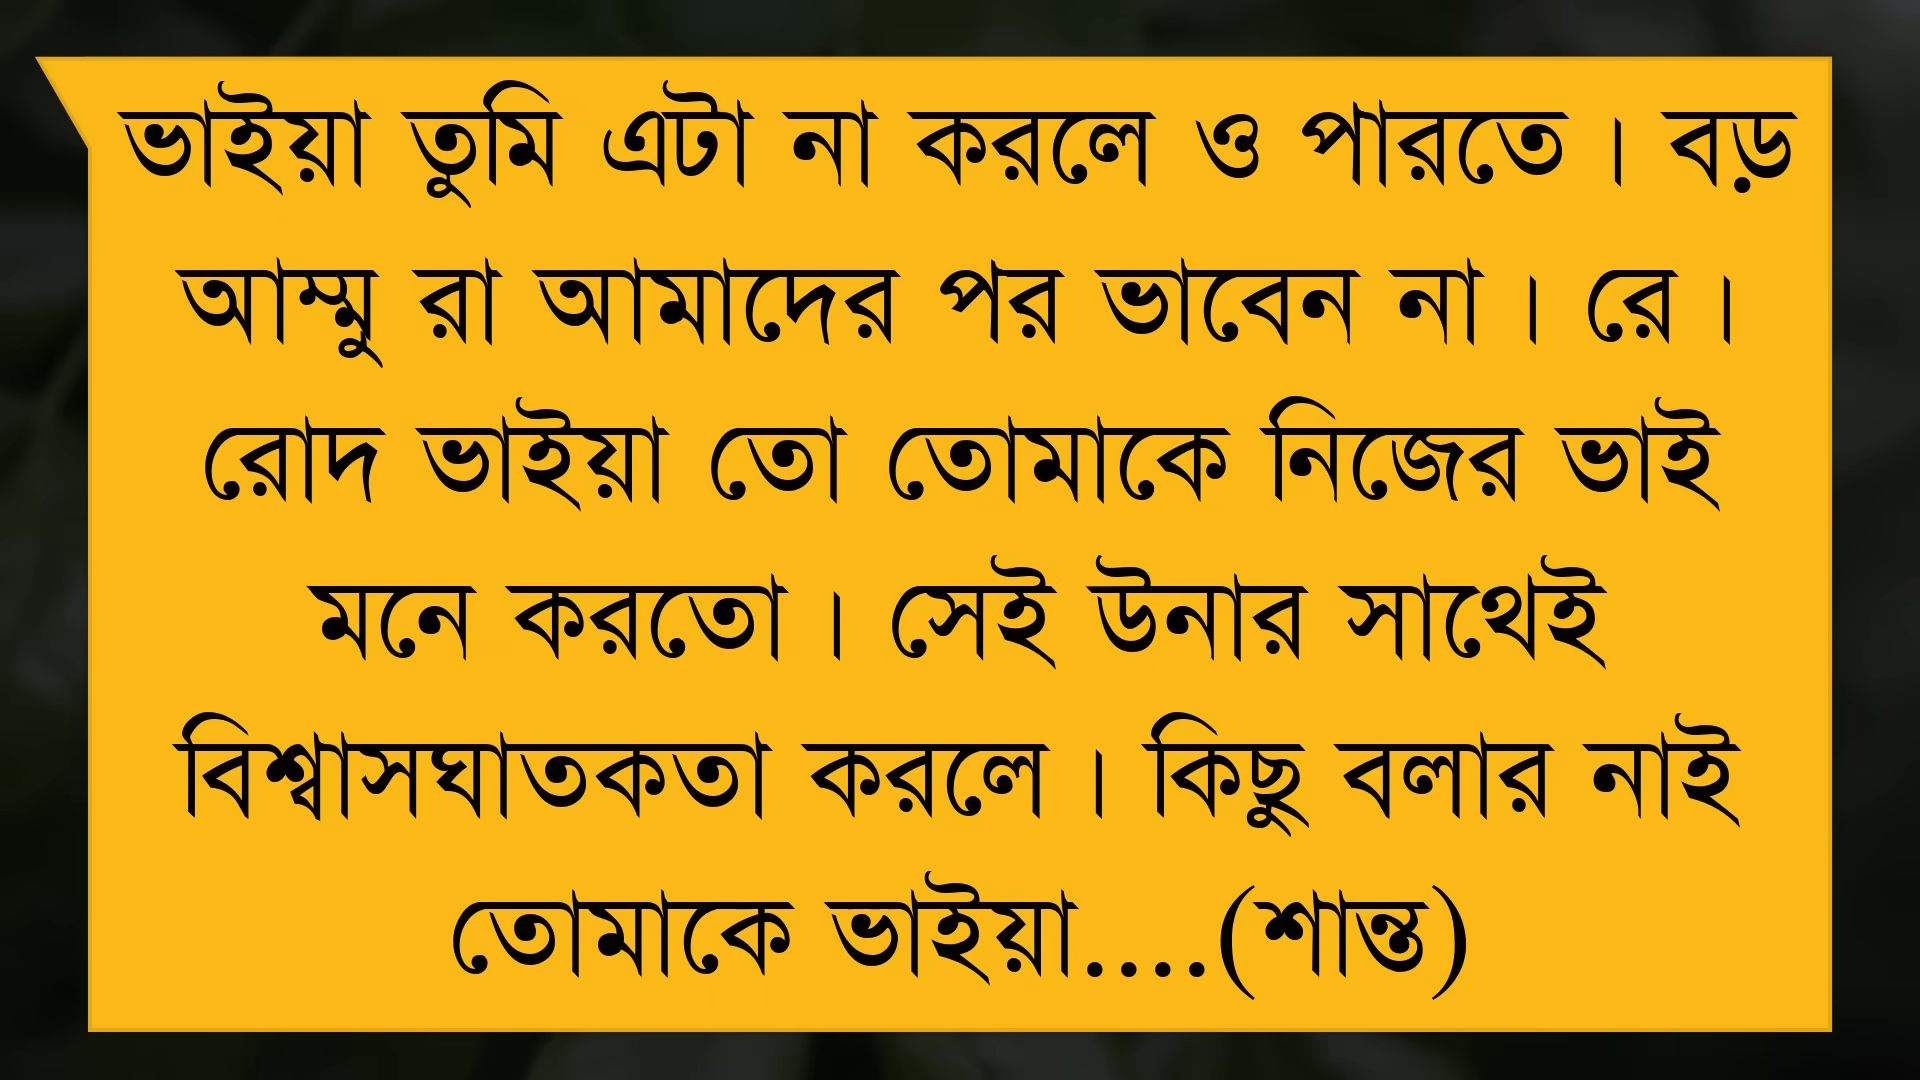 ভাইয়া তুমি এটা না করলে ও পারতে । বড়
আম্মু রা আমাদের পর ভাবেন না । রে ।
রোদ ভাইয়া তো তোমাকে নিজের ভাই
মনে করতো । সেই উনার সাথেই
বিশ্বাসঘাতকতা করলে । কিছু বলার নাই
তোমাকে ভাইয়া....(শান্ত)